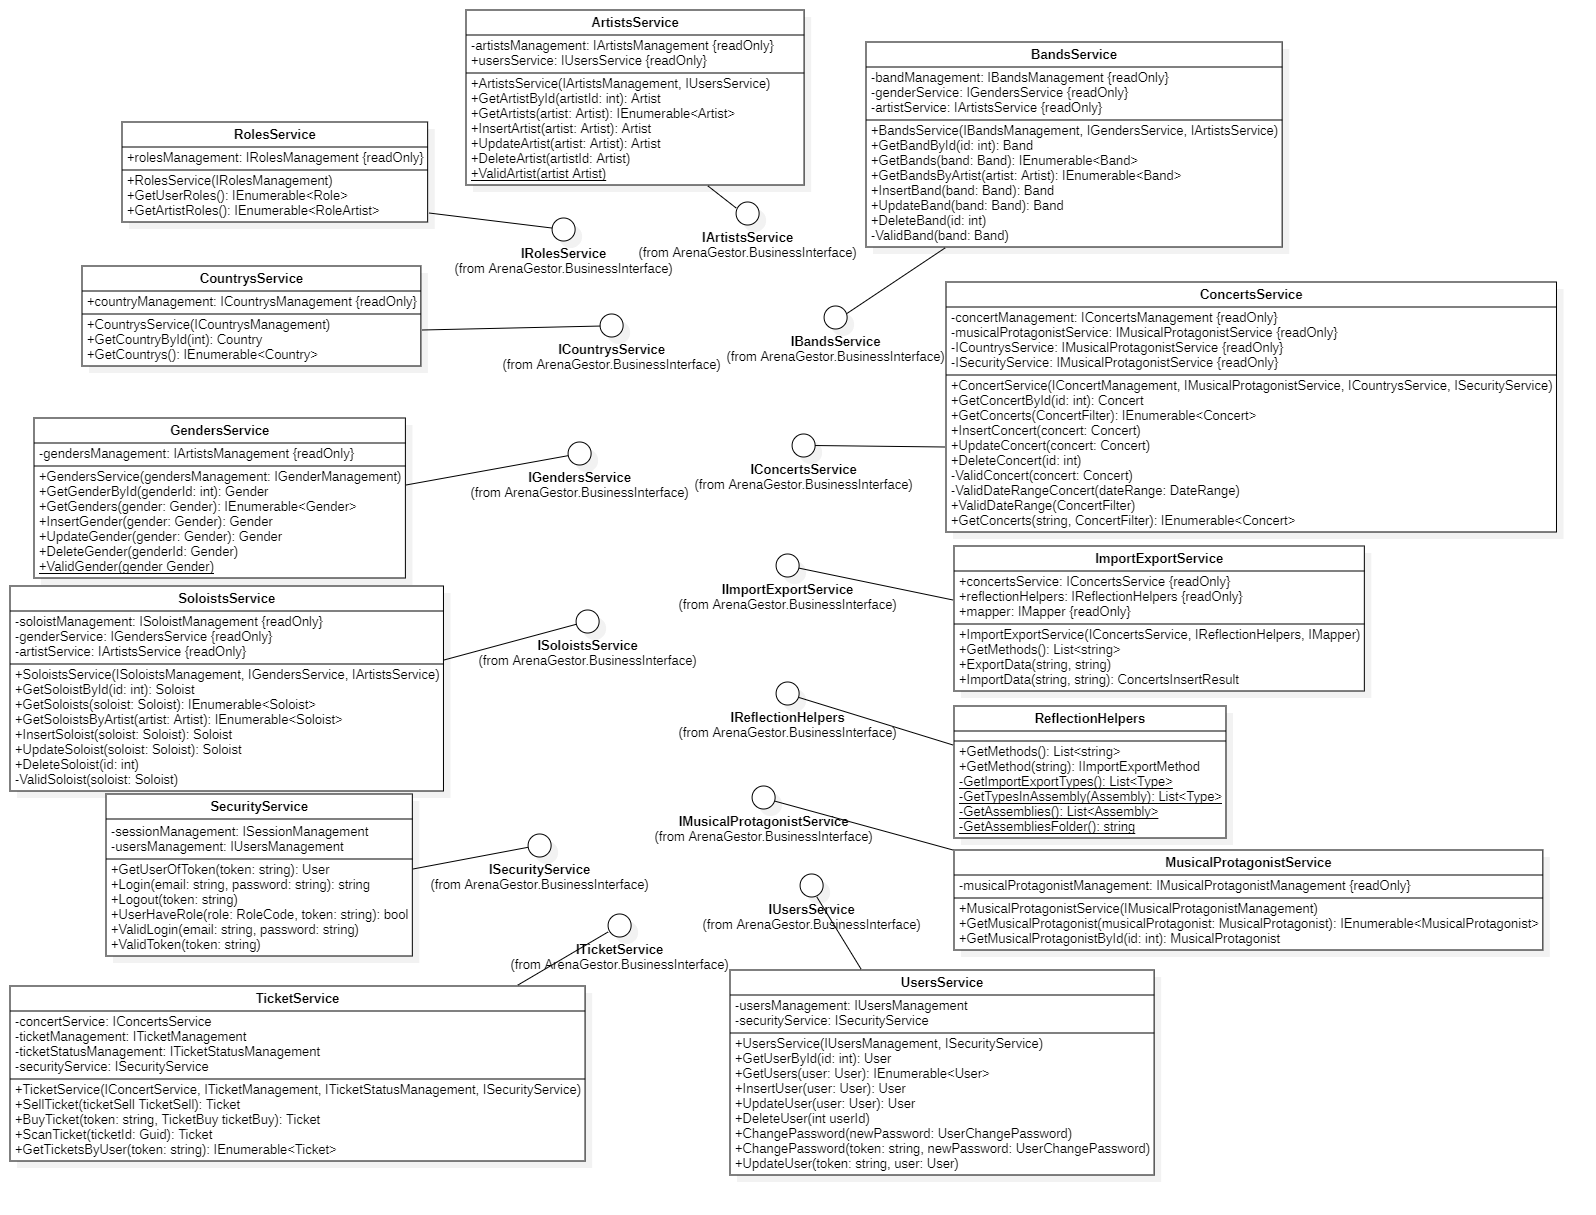 ArtistsService
-artistsManagement: IArtistsManagement {readOnly}
+usersService: IUsersService {readOnly}
+ArtistsService(IArtistsManagement, IUsersService)
+GetArtistById(artistId: int): Artist
+GetArtists(artist: Artist): IEnumerable<Artist>
+InsertArtist(artist: Artist): Artist
+UpdateArtist(artist: Artist): Artist
+DeleteArtist(artistId: Artist)
+ValidArtist(artist Artist)
BandsService
-bandManagement: IBandsManagement {readOnly}
-genderService: IGendersService {readOnly}
-artistService: IArtistsService {readOnly}
+BandsService(IBandsManagement, IGendersService, IArtistsService)
+GetBandById(id: int): Band
+GetBands(band: Band): IEnumerable<Band>
+GetBandsByArtist(artist: Artist): IEnumerable<Band>
+InsertBand(band: Band): Band
+UpdateBand(band: Band): Band
+DeleteBand(id: int)
-ValidBand(band: Band)
RolesService
+rolesManagement: IRolesManagement {readOnly}
+RolesService(IRolesManagement)
+GetUserRoles(): IEnumerable<Role>
+GetArtistRoles(): IEnumerable<RoleArtist>
IRolesService
(from ArenaGestor.BusinessInterface)
IArtistsService
(from ArenaGestor.BusinessInterface)
CountrysService
+countryManagement: ICountrysManagement {readOnly}
+CountrysService(ICountrysManagement)
+GetCountryById(int): Country
+GetCountrys(): IEnumerable<Country>
ICountrysService
(from ArenaGestor.BusinessInterface)
IBandsService
(from ArenaGestor.BusinessInterface)
ConcertsService
-concertManagement: IConcertsManagement {readOnly}
-musicalProtagonistService: IMusicalProtagonistService {readOnly}
-ICountrysService: IMusicalProtagonistService {readOnly}
-ISecurityService: IMusicalProtagonistService {readOnly}
+ConcertService(IConcertManagement, IMusicalProtagonistService, ICountrysService, ISecurityService)
+GetConcertById(id: int): Concert
+GetConcerts(ConcertFilter): IEnumerable<Concert>
+InsertConcert(concert: Concert)
+UpdateConcert(concert: Concert)
+DeleteConcert(id: int)
-ValidConcert(concert: Concert)
-ValidDateRangeConcert(dateRange: DateRange)
+ValidDateRange(ConcertFilter)
+GetConcerts(string, ConcertFilter): IEnumerable<Concert>
GendersService
-gendersManagement: IArtistsManagement {readOnly}
+GendersService(gendersManagement: IGenderManagement)
+GetGenderById(genderId: int): Gender
+GetGenders(gender: Gender): IEnumerable<Gender>
+InsertGender(gender: Gender): Gender
+UpdateGender(gender: Gender): Gender
+DeleteGender(genderId: Gender)
+ValidGender(gender Gender)
IGendersService
(from ArenaGestor.BusinessInterface)
IConcertsService
(from ArenaGestor.BusinessInterface)
ImportExportService
+concertsService: IConcertsService {readOnly}
+reflectionHelpers: IReflectionHelpers {readOnly}
+mapper: IMapper {readOnly}
+ImportExportService(IConcertsService, IReflectionHelpers, IMapper)
+GetMethods(): List<string>
+ExportData(string, string)
+ImportData(string, string): ConcertsInsertResult
IImportExportService
(from ArenaGestor.BusinessInterface)
SoloistsService
-soloistManagement: ISoloistManagement {readOnly}
-genderService: IGendersService {readOnly}
-artistService: IArtistsService {readOnly}
+SoloistsService(ISoloistsManagement, IGendersService, IArtistsService)
+GetSoloistById(id: int): Soloist
+GetSoloists(soloist: Soloist): IEnumerable<Soloist>
+GetSoloistsByArtist(artist: Artist): IEnumerable<Soloist>
+InsertSoloist(soloist: Soloist): Soloist
+UpdateSoloist(soloist: Soloist): Soloist
+DeleteSoloist(id: int)
-ValidSoloist(soloist: Soloist)
ISoloistsService
(from ArenaGestor.BusinessInterface)
IReflectionHelpers
(from ArenaGestor.BusinessInterface)
ReflectionHelpers
+GetMethods(): List<string>
+GetMethod(string): IImportExportMethod
-GetImportExportTypes(): List<Type>
-GetTypesInAssembly(Assembly): List<Type>
-GetAssemblies(): List<Assembly>
-GetAssembliesFolder(): string
SecurityService
-sessionManagement: ISessionManagement
-usersManagement: IUsersManagement
+GetUserOfToken(token: string): User
+Login(email: string, password: string): string
+Logout(token: string)
+UserHaveRole(role: RoleCode, token: string): bool
+ValidLogin(email: string, password: string)
+ValidToken(token: string)
IMusicalProtagonistService
(from ArenaGestor.BusinessInterface)
ISecurityService
(from ArenaGestor.BusinessInterface)
MusicalProtagonistService
-musicalProtagonistManagement: IMusicalProtagonistManagement {readOnly}
+MusicalProtagonistService(IMusicalProtagonistManagement)
+GetMusicalProtagonist(musicalProtagonist: MusicalProtagonist): IEnumerable<MusicalProtagonist>
+GetMusicalProtagonistById(id: int): MusicalProtagonist
IUsersService
(from ArenaGestor.BusinessInterface)
ITicketService
(from ArenaGestor.BusinessInterface)
TicketService
-concertService: IConcertsService
-ticketManagement: ITicketManagement
-ticketStatusManagement: ITicketStatusManagement
-securityService: ISecurityService
+TicketService(IConcertService, ITicketManagement, ITicketStatusManagement, ISecurityService)
+SellTicket(ticketSell TicketSell): Ticket
+BuyTicket(token: string, TicketBuy ticketBuy): Ticket
+ScanTicket(ticketId: Guid): Ticket
+GetTicketsByUser(token: string): IEnumerable<Ticket>
UsersService
-usersManagement: IUsersManagement
-securityService: ISecurityService
+UsersService(IUsersManagement, ISecurityService)
+GetUserById(id: int): User
+GetUsers(user: User): IEnumerable<User>
+InsertUser(user: User): User
+UpdateUser(user: User): User
+DeleteUser(int userId)
+ChangePassword(newPassword: UserChangePassword)
+ChangePassword(token: string, newPassword: UserChangePassword)
+UpdateUser(token: string, user: User)